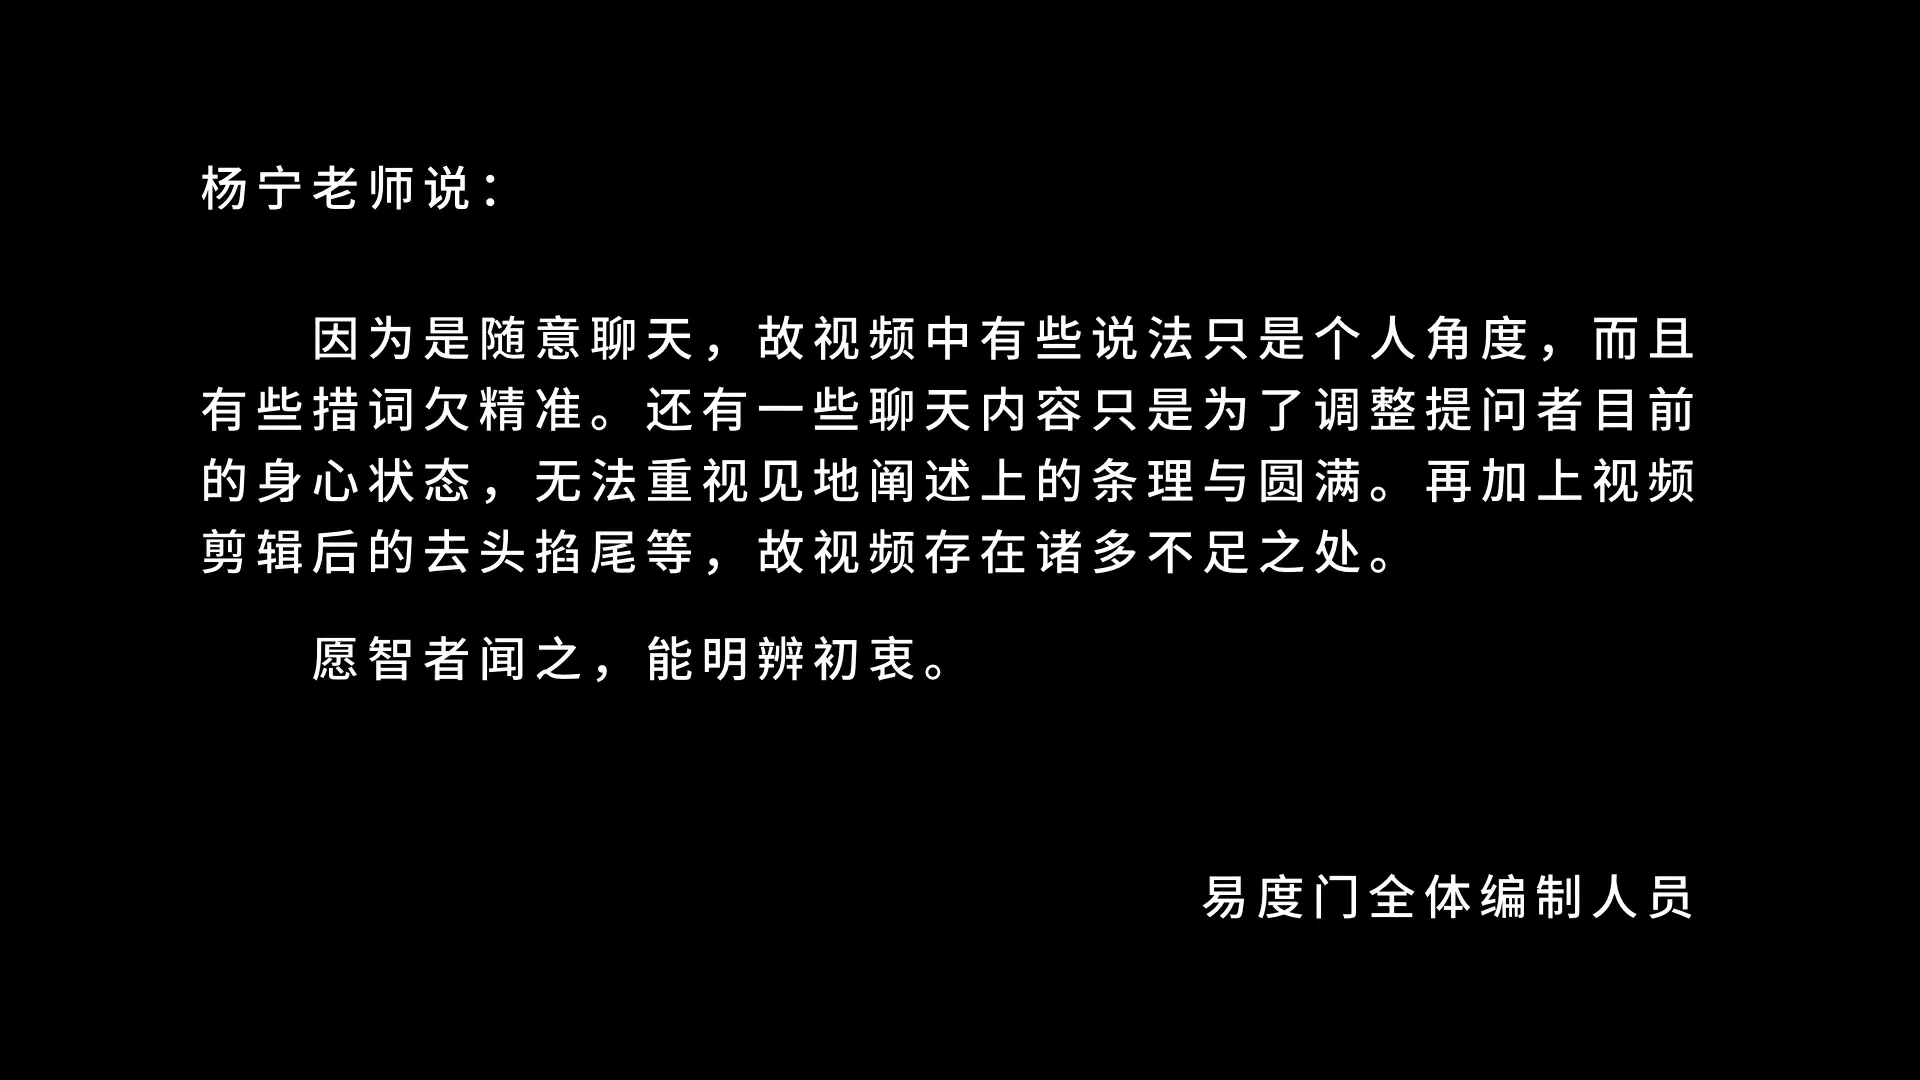 杨宁老师说：
因为是随意聊天，故视频中有些说法只是个人角度，而且
有些措词欠精准。还有一些聊天内容只是为了调整提问者目前
的身心状态，无法重视见地阐述上的条理与圆满。再加上视频
剪辑后的去头掐尾等，故视频存在诸多不足之处。
愿智者闻之，能明辨初衷。
易度门全体编制人员